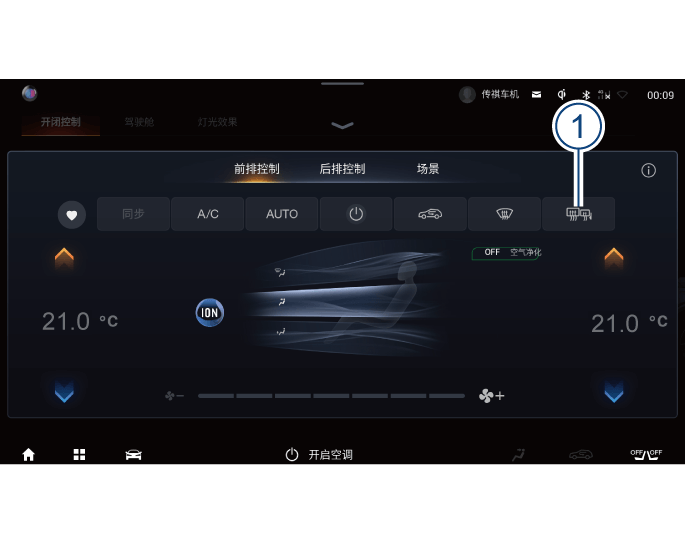 传祺车机 00:09
开闭控制 驾驶舱 灯光效果
1
前排控制 后排控制 场景
同步 A/C AUTO
OFF 空气净化
21.0 °C ION 21.0 °C
开启空调 OFF OFF